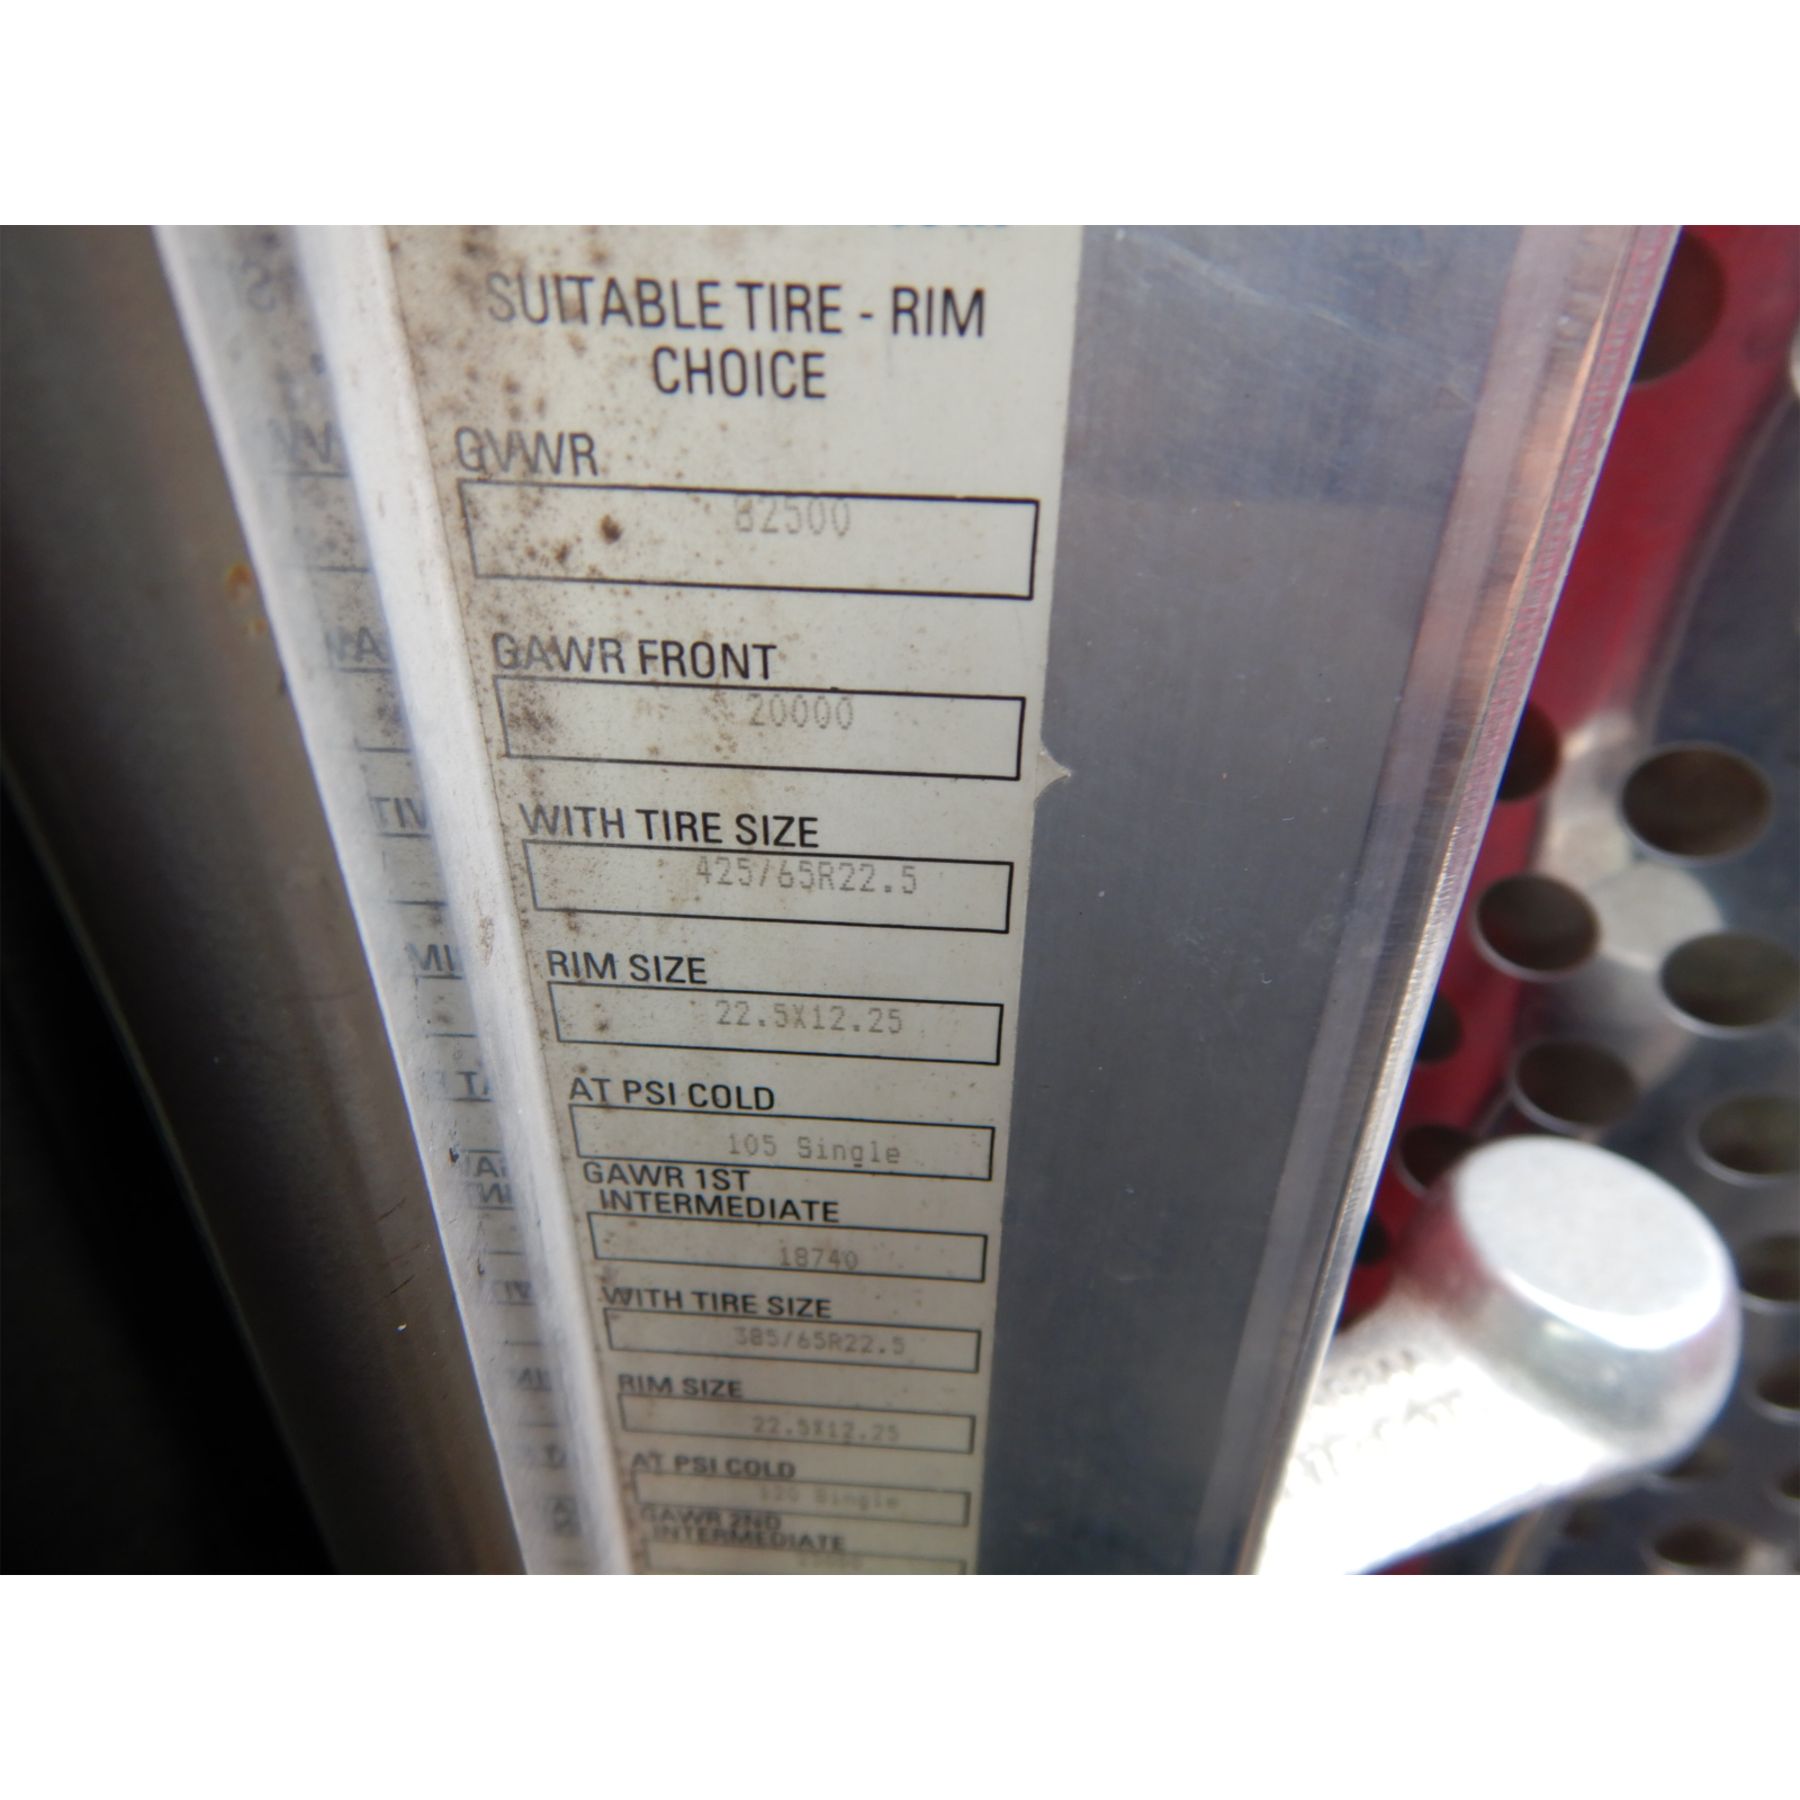 SUITABLE TIRE - RIM
CHOICE
GVWR
82500
GAWR FRONT
20000
WITH TIRE SIZE
425/65R22.5
RIM SIZE
22.5X12.25
AT PSI COLD
105 Single
GAWR 1ST
INTERMEDIATE
18740
WITH TIRE SIZE
385/65R22.5
RIM SIZE
22.5X12.25
AT PSI COLD
Single
GAWR 2ND
INTERMEDIATE